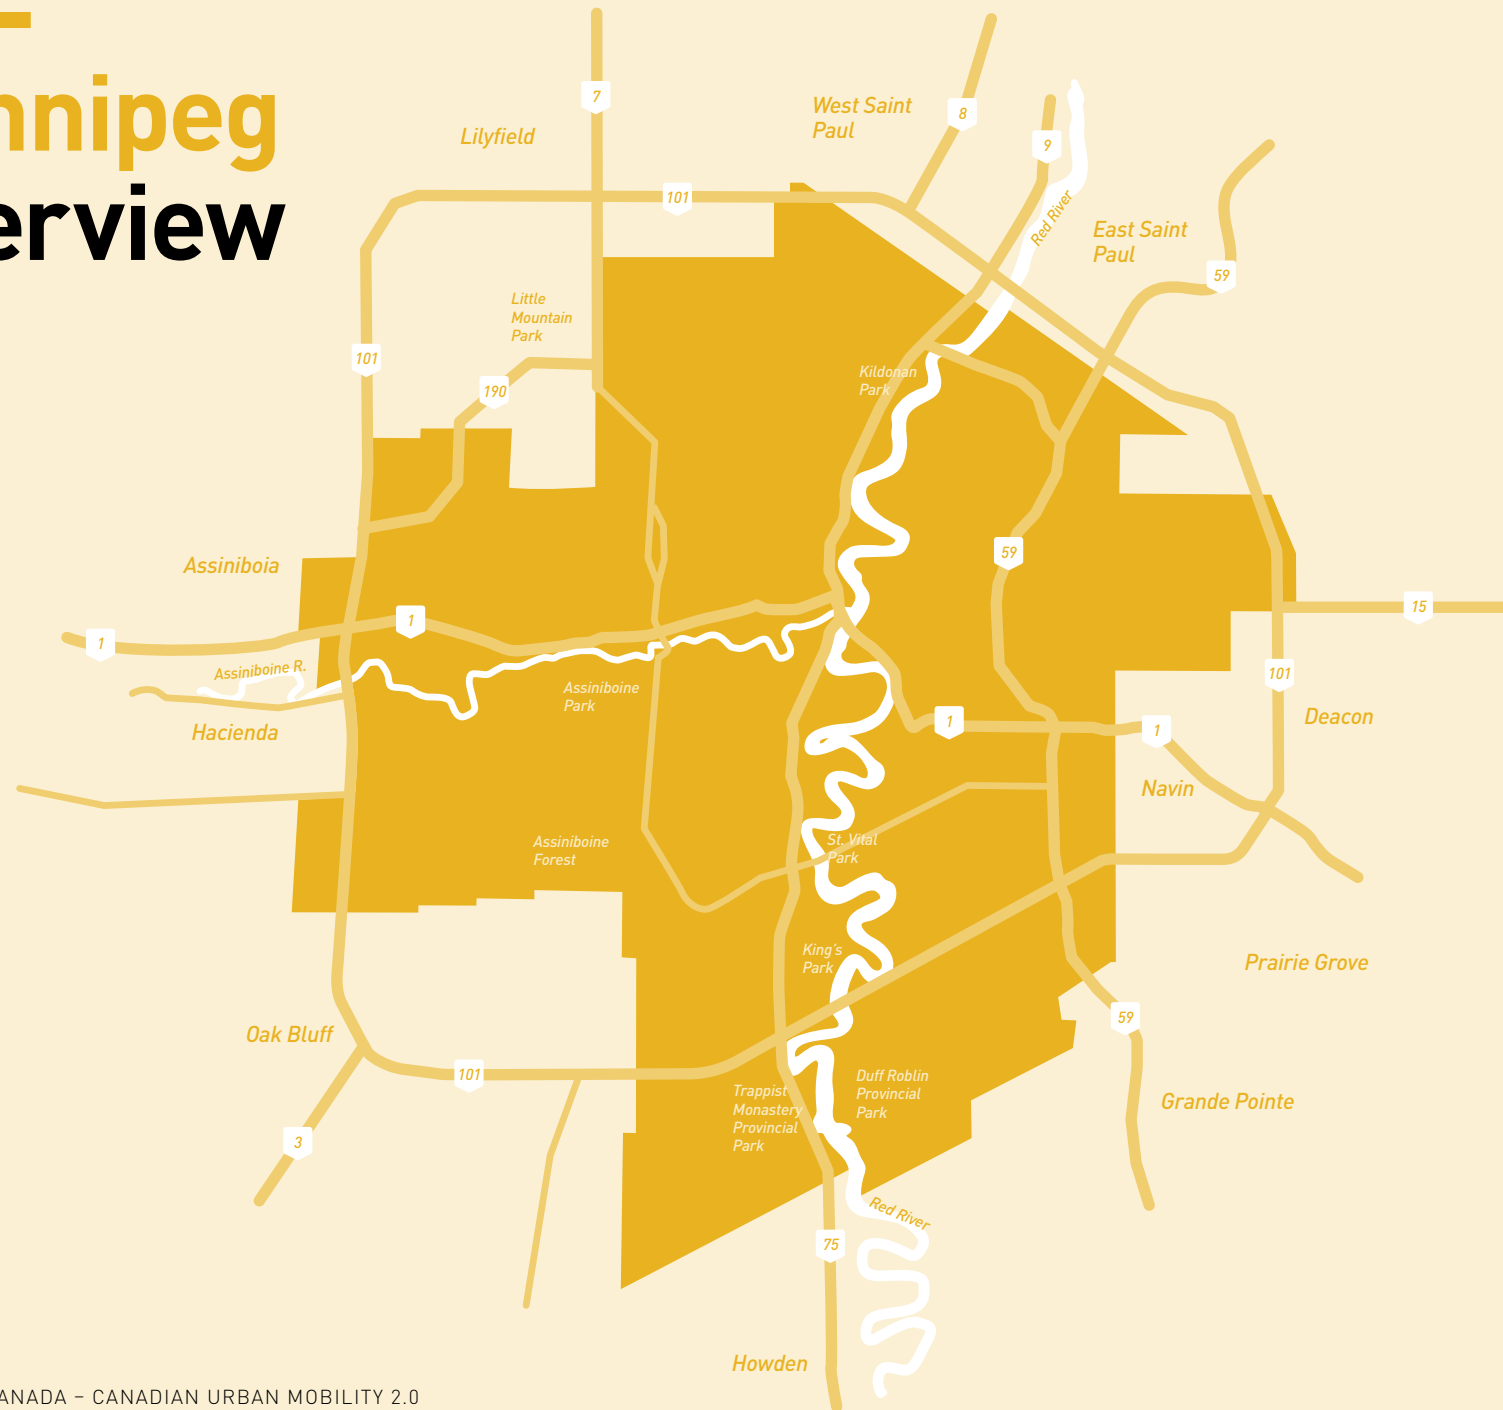 nnipeg
erview
7
West Saint
Paul
8
Lilyfield
9
101
Red River
East Saint
Paul
59
Little
Mountain
Park
101
190
Kildonan
Park
59
Assiniboia
1
1
15
Assiniboine R.
101
Assiniboine
Park
Hacienda
1
1
Deacon
Navin
Assiniboine
Forest
St. Vital
Park
King's
Park
Prairie Grove
59
Oak Bluff
101
Trappist
Monastery
Provincial
Park
Duff Roblin
Provincial
Park
Grande Pointe
3
Red River
75
Howden
ANADA – CANADIAN URBAN MOBILITY 2.0